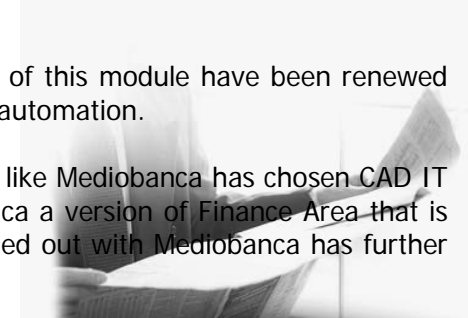 of this module have been renewed
automation.
like Mediobanca has chosen CAD IT
ca a version of Finance Area that is
ed out with Mediobanca has further